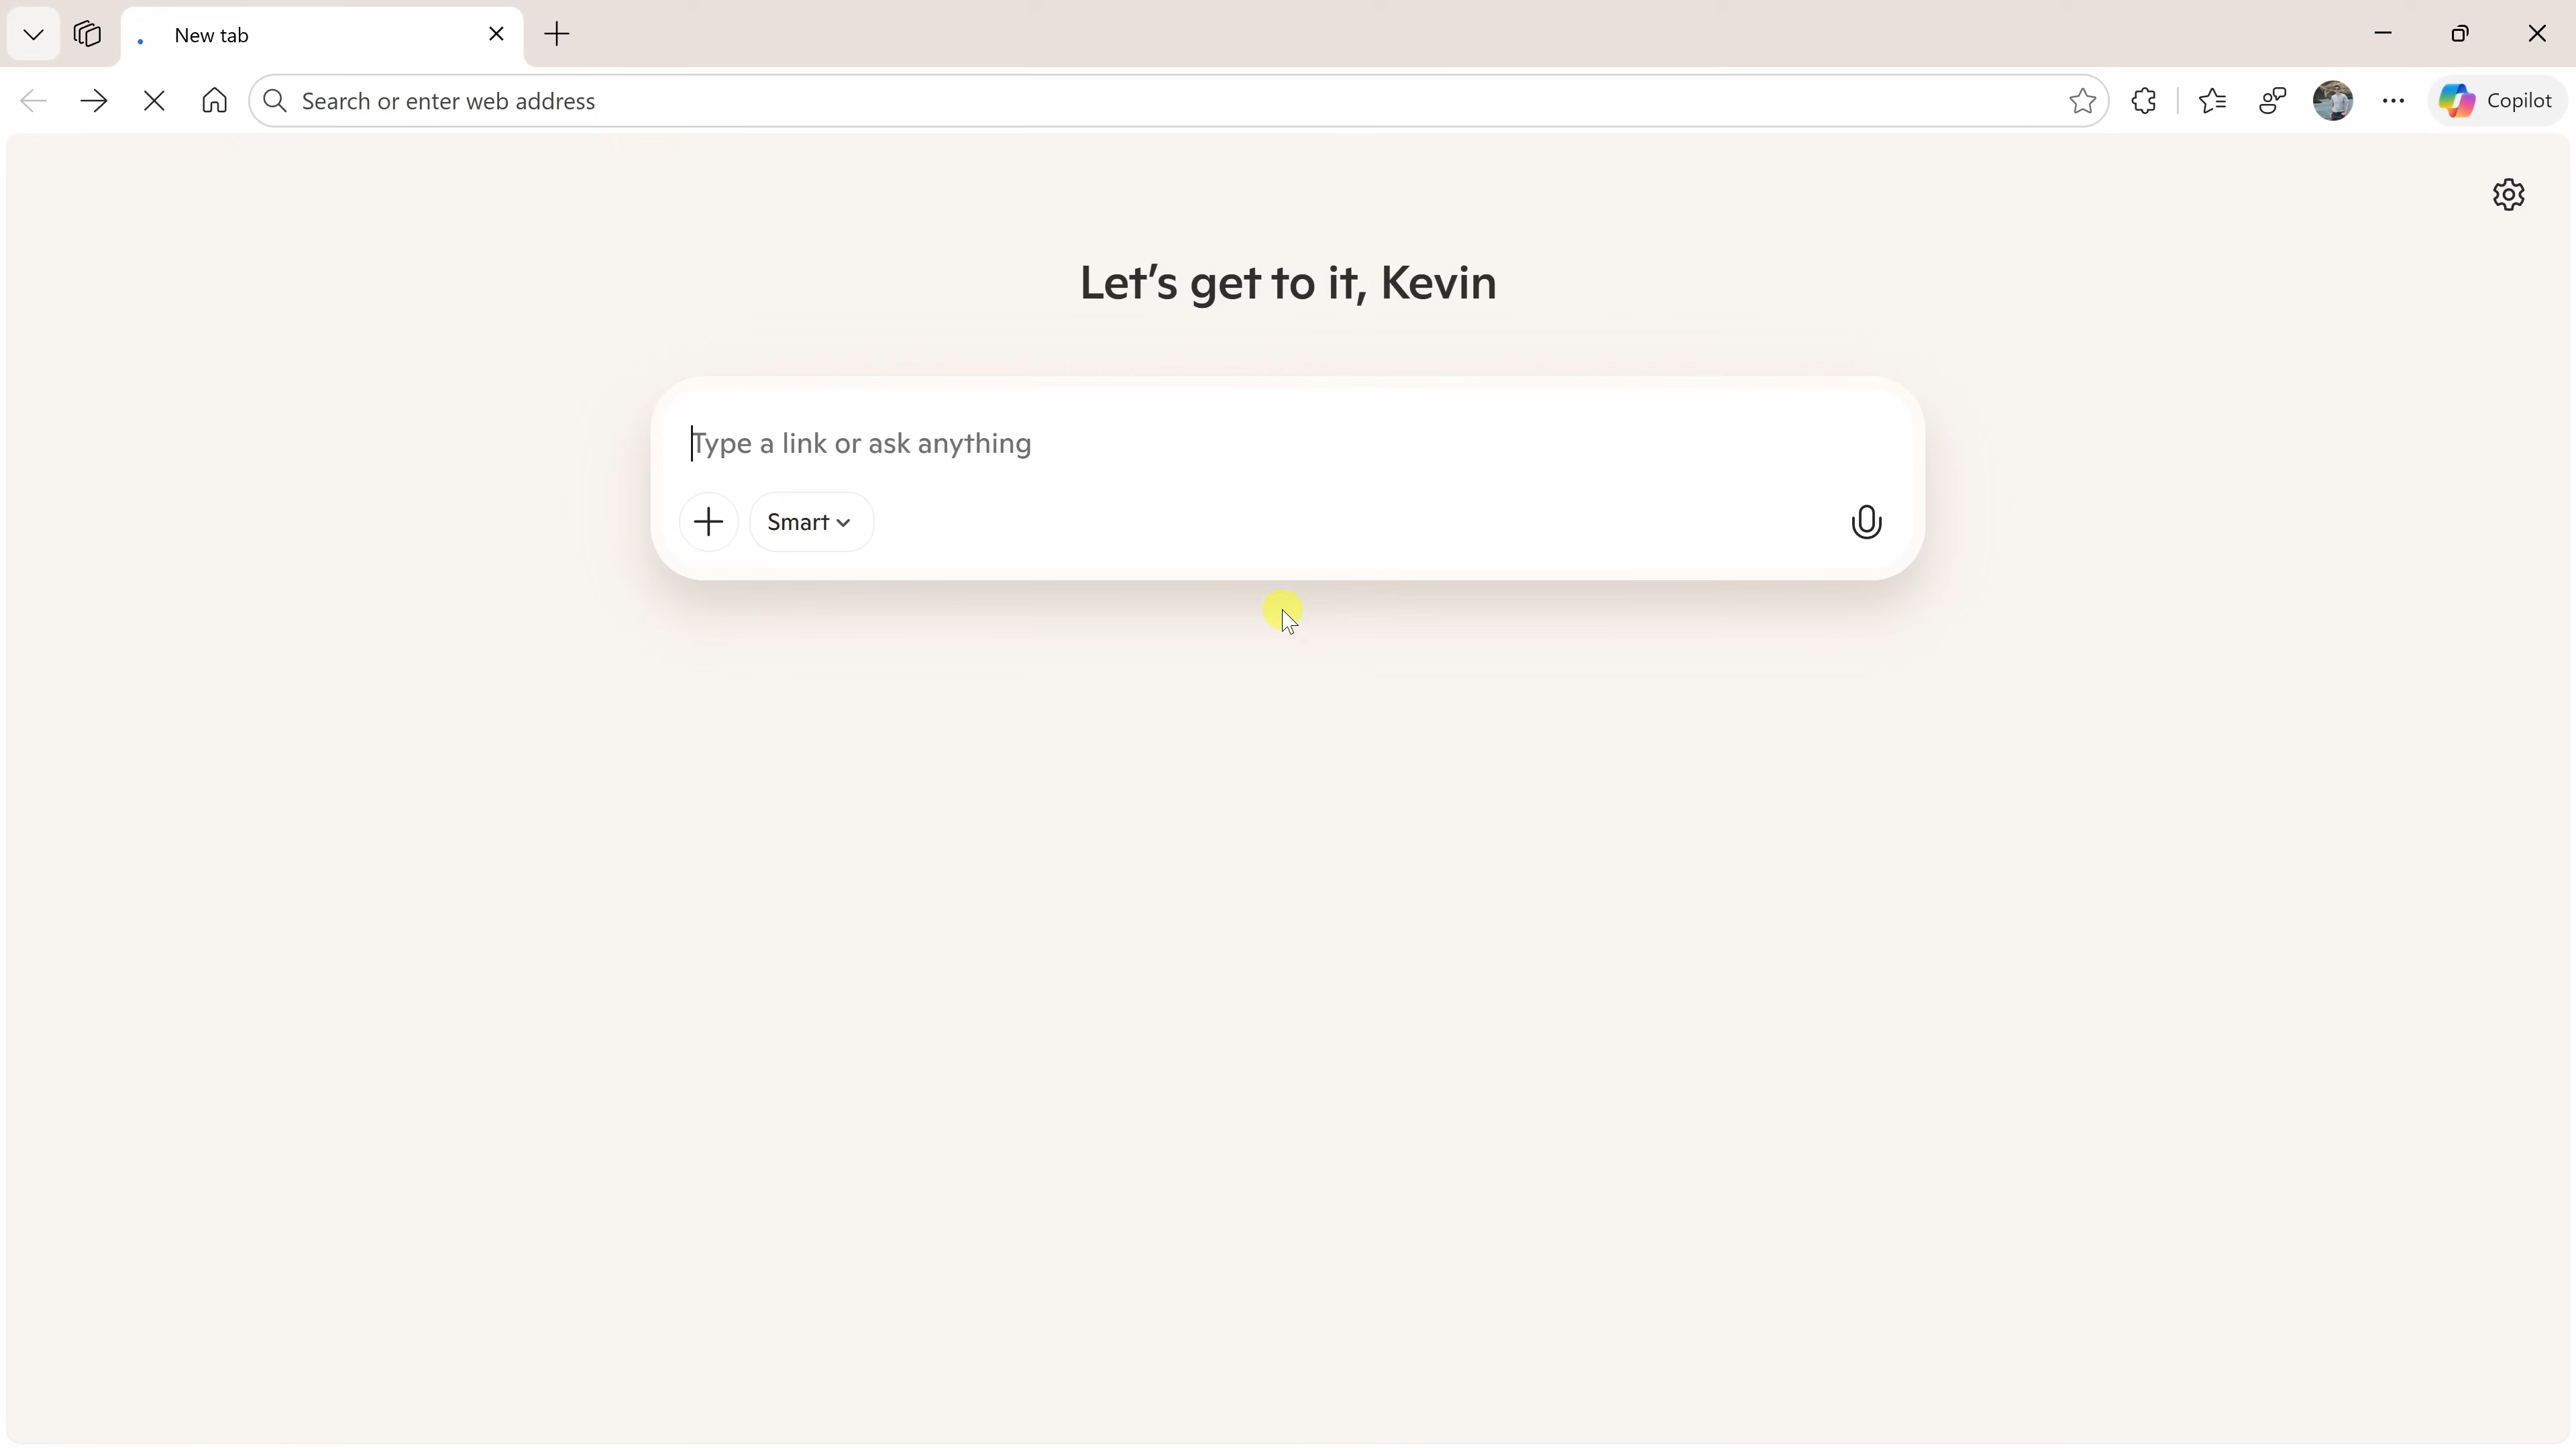 New tab
Search or enter web address
Copilot
Let's get to it, Kevin
Type a link or ask anything
Smart